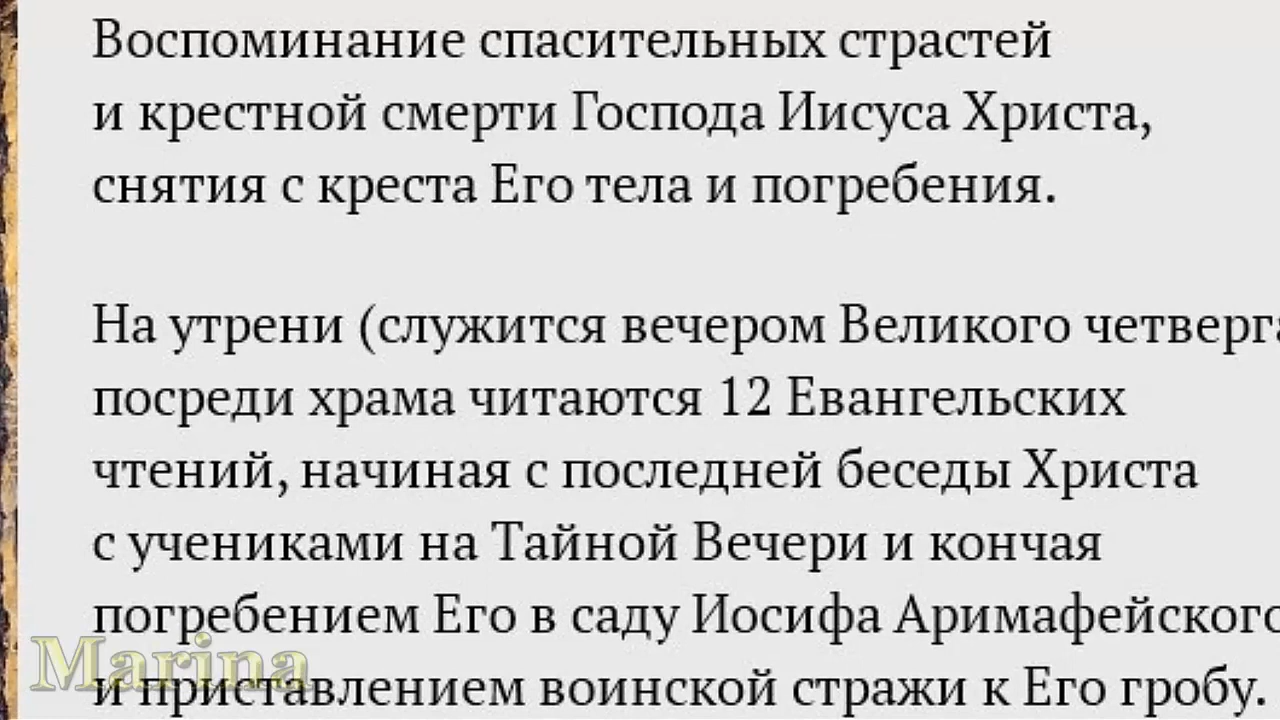 Воспоминание спасительных страстей
и крестной смерти Господа Иисуса Христа,
снятия с креста Его тела и погребения.
На утрени (служится вечером Великого четверга
посреди храма читаются 12 Евангельских
чтений, начиная с последней беседы Христа
с учениками на Тайной Вечери и кончая
погребением Его в саду Иосифа Аримафейского
и приставлением воинской стражи к Его гробу.
Marina